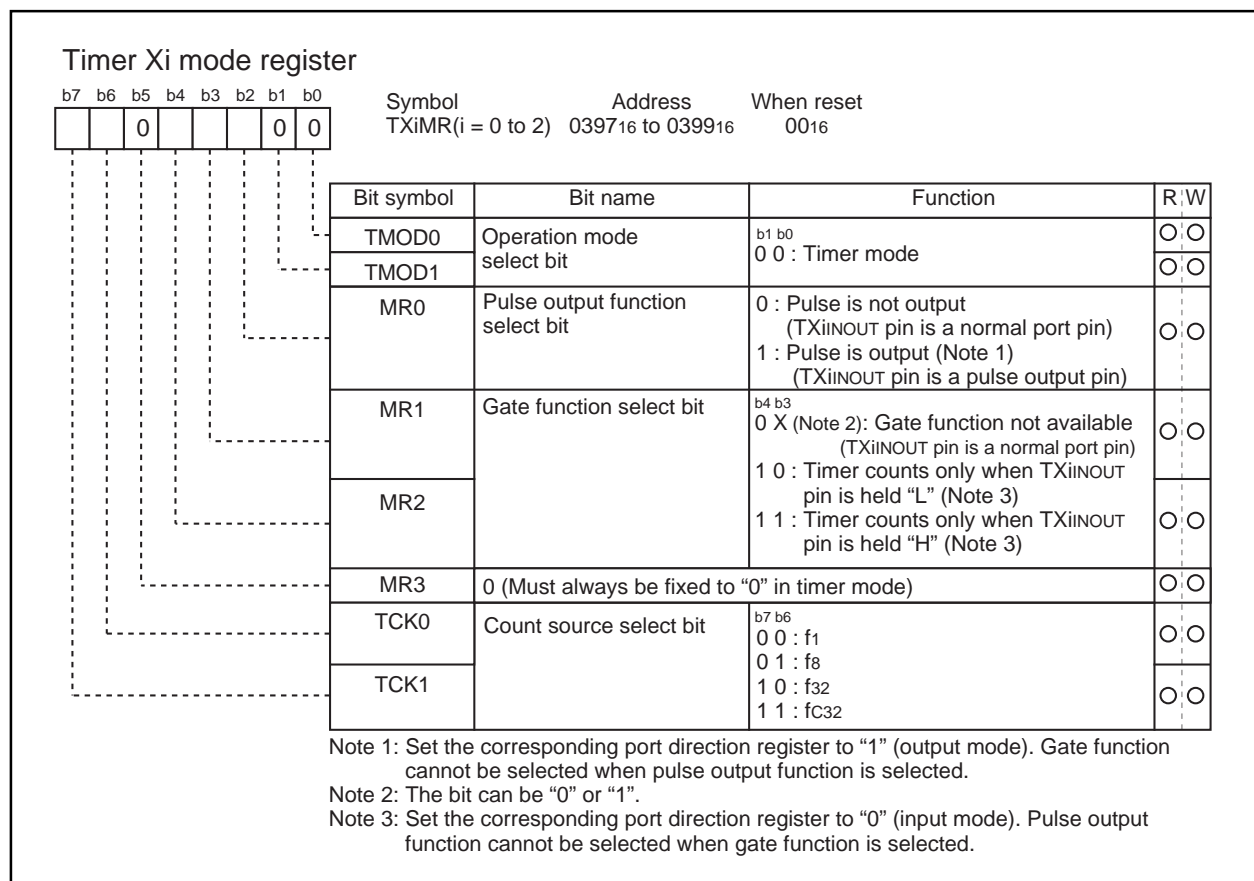 Timer Xi mode register
b7 b6 b5 b4 b3 b2 b1 b0
0 0 0
Symbol Address When reset
TXiMR(i = 0 to 2) 039716 to 039916 0016
Bit symbol Bit name Function R W
TMOD0 Operation mode select bit b1 b0
0 0 : Timer mode
TMOD1
MR0 Pulse output function select bit 0 : Pulse is not output
(TXiINOUT pin is a normal port pin)
1 : Pulse is output (Note 1)
(TXiINOUT pin is a pulse output pin)
MR1 Gate function select bit b4 b3
0 X (Note 2): Gate function not available
(TXiINOUT pin is a normal port pin)
1 0 : Timer counts only when TXiINOUT
pin is held “L” (Note 3)
MR2
1 1 : Timer counts only when TXiINOUT
pin is held “H” (Note 3)
MR3 0 (Must always be fixed to “0” in timer mode)
TCK0 Count source select bit b7 b6
0 0 : f1
0 1 : f8
TCK1
1 0 : f32
1 1 : fC32
Note 1: Set the corresponding port direction register to “1” (output mode). Gate function
cannot be selected when pulse output function is selected.
Note 2: The bit can be “0” or “1”.
Note 3: Set the corresponding port direction register to “0” (input mode). Pulse output
function cannot be selected when gate function is selected.